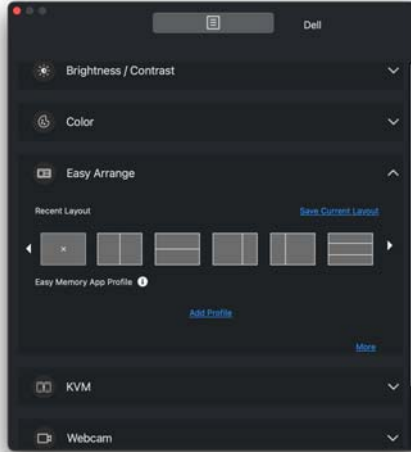 Dell
Brightness / Contrast
Color
Easy Arrange
Recent Layout
Save Current Layout
Easy Memory App Profile
Add Profile
More
KVM
Webcam